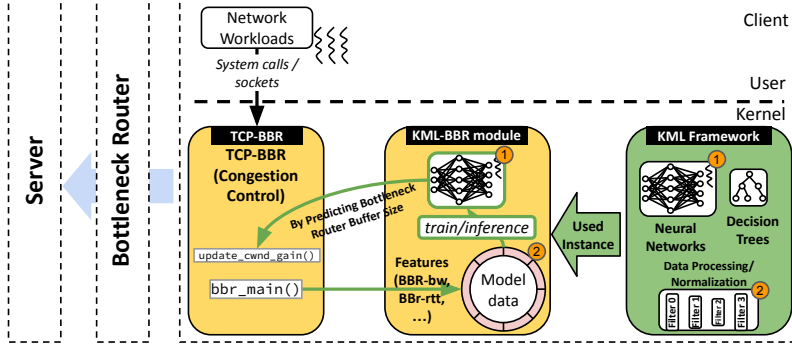 Server
Bottleneck Router
Network
Workloads
System calls /
sockets
Client
User
Kernel
TCP-BBR
TCP-BBR
(Congestion
Control)
update_cwnd_gain()
bbr_main()
By Predicting Bottleneck
Router Buffer Size
KML-BBR module
1
train/inference
2
Features
(BBR-bw,
BBr-rtt,
...)
Model
data
Used
Instance
KML Framework
1
Neural
Networks
Decision
Trees
Data Processing/
Normalization
2
Filter 0
Filter 1
Filter 2
Filter 3